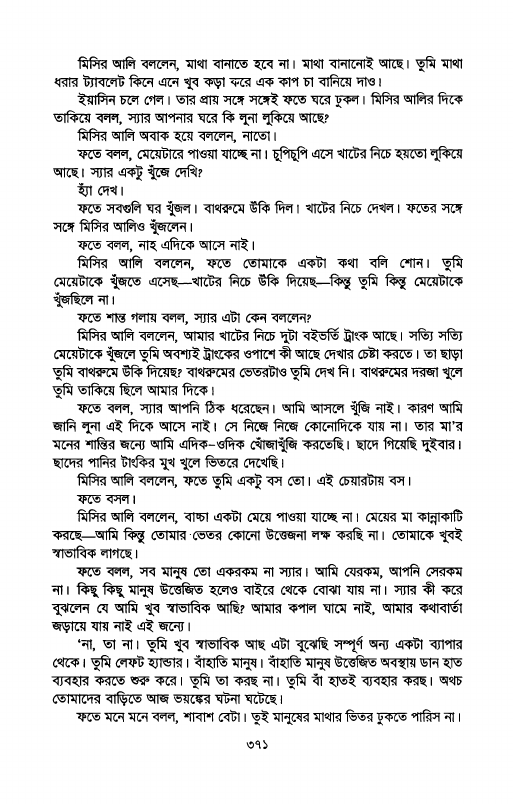 মিসির আলি বললেন, মাথা বানাতে হবে না। মাথা বানানোই আছে। তুমি মাথা
ধরার ট্যাবলেট কিনে এনে খুব কড়া করে এক কাপ চা বানিয়ে দাও।
ইয়াসিন চলে গেল। তার প্রায় সঙ্গে সঙ্গেই ফতে ঘরে ঢুকল। মিসির আলির দিকে
তাকিয়ে বলল, স্যার আপনার ঘরে কি লুনা লুকিয়ে আছে?
মিসির আলি অবাক হয়ে বললেন, নাতো।
ফতে বলল, মেয়েটারে পাওয়া যাচ্ছে না। চুপিচুপি এসে খাটের নিচে হয়তো লুকিয়ে
আছে। স্যার একটু খুঁজে দেখি?
হ্যাঁ দেখ।
ফতে সবগুলি ঘর খুঁজল। বাথরুমে উঁকি দিল। খাটের নিচে দেখল। ফতের সঙ্গে
সঙ্গে মিসির আলিও খুঁজলেন।
ফতে বলল, নাহ এদিকে আসে নাই।
মিসির আলি বললেন, ফতে তোমাকে একটা কথা বলি শোন। তুমি
মেয়েটাকে খুঁজতে এসেছ—খাটের নিচে উঁকি দিয়েছ—কিন্তু তুমি কিন্তু মেয়েটাকে
খুঁজছিলে না।
ফতে শান্ত গলায় বলল, স্যার এটা কেন বললেন?
মিসির আলি বললেন, আমার খাটের নিচে দুটা বইভর্তি ট্রাংক আছে। সত্যি সত্যি
মেয়েটাকে খুঁজলে তুমি অবশ্যই ট্রাংকের ওপাশে কী আছে দেখার চেষ্টা করতে। তা ছাড়া
তুমি বাথরুমে উঁকি দিয়েছ? বাথরুমের ভেতরটাও তুমি দেখ নি। বাথরুমের দরজা খুলে
তুমি তাকিয়ে ছিলে আমার দিকে।
ফতে বলল, স্যার আপনি ঠিক ধরেছেন। আমি আসলে খুঁজি নাই। কারণ আমি
জানি লুনা এই দিকে আসে নাই। সে নিজে নিজে কোনোদিকে যায় না। তার মা'র
মনের শান্তির জন্যে আমি এদিক-ওদিক খোঁজাখুঁজি করতেছি। ছাদে গিয়েছি দুইবার।
ছাদের পানির টাংকির মুখ খুলে ভিতরে দেখেছি।
মিসির আলি বললেন, ফতে তুমি একটু বস তো। এই চেয়ারটায় বস।
ফতে বসল।
মিসির আলি বললেন, বাচ্চা একটা মেয়ে পাওয়া যাচ্ছে না। মেয়ের মা কান্নাকাটি
করছে—আমি কিন্তু তোমার ভেতর কোনো উত্তেজনা লক্ষ করছি না। তোমাকে খুবই
স্বাভাবিক লাগছে।
ফতে বলল, সব মানুষ তো একরকম না স্যার। আমি যেরকম, আপনি সেরকম
না। কিছু কিছু মানুষ উত্তেজিত হলেও বাইরে থেকে বোঝা যায় না। স্যার কী করে
বুঝলেন যে আমি খুব স্বাভাবিক আছি? আমার কপাল ঘামে নাই, আমার কথাবার্তা
জড়ায়ে যায় নাই এই জন্যে।
'না, তা না। তুমি খুব স্বাভাবিক আছ এটা বুঝেছি সম্পূর্ণ অন্য একটা ব্যাপার
থেকে। তুমি লেফট হ্যান্ডার। বাঁহাতি মানুষ। বাঁহাতি মানুষ উত্তেজিত অবস্থায় ডান হাত
ব্যবহার করতে শুরু করে। তুমি তা করছ না। তুমি বাঁ হাতই ব্যবহার করছ। অথচ
তোমাদের বাড়িতে আজ ভয়ঙ্কর ঘটনা ঘটেছে।
ফতে মনে মনে বলল, শাবাশ বেটা। তুই মানুষের মাথার ভিতর ঢুকতে পারিস না।
৩৭১